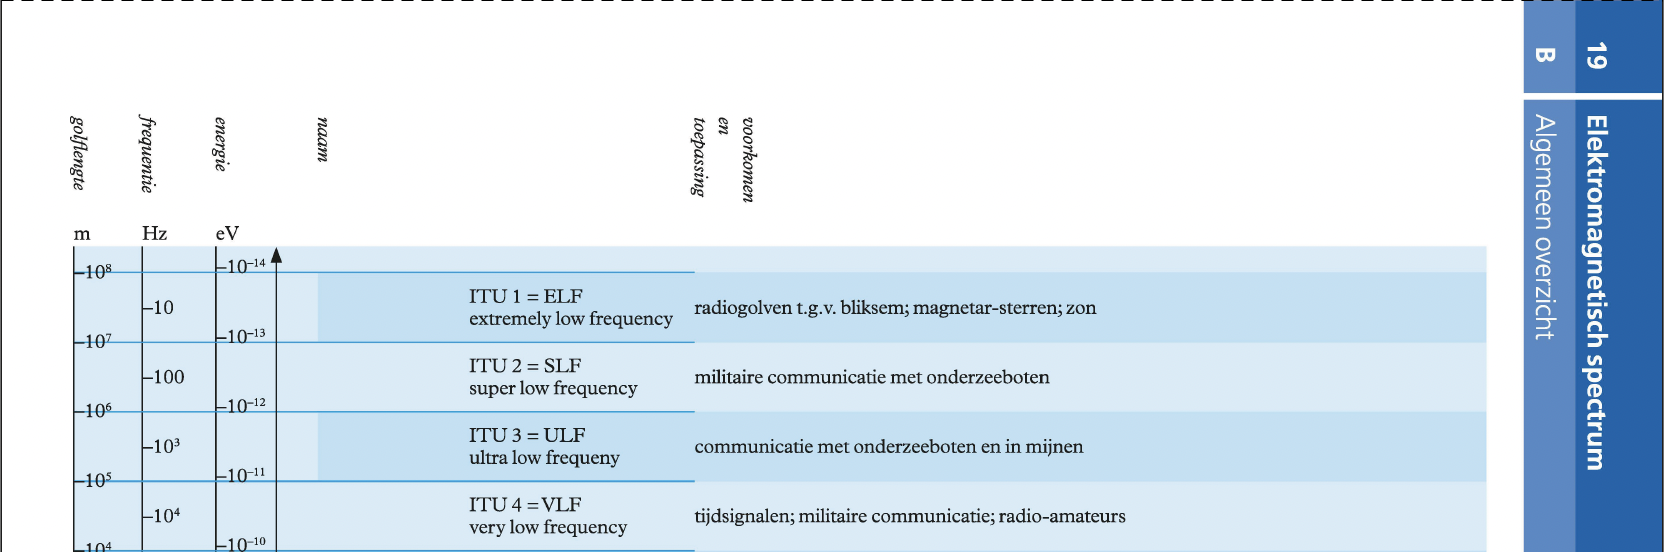 19 Elektromagnetisch spectrum
B Algemeen overzicht
golflengte
frequentie
energie
naam
voorkomen
en
toepassing
m Hz eV
–10⁸ –10⁻¹⁴
–10 ITU 1 = ELF
extremely low frequency radiogolven t.g.v. bliksem; magnetar-sterren; zon
–10⁷ –10⁻¹³
–100 ITU 2 = SLF
super low frequency militaire communicatie met onderzeeboten
–10⁶ –10⁻¹²
–10³ ITU 3 = ULF
ultra low frequeny communicatie met onderzeeboten en in mijnen
–10⁵ –10⁻¹¹
–10⁴ ITU 4 = VLF
very low frequency tijdsignalen; militaire communicatie; radio-amateurs
–10⁴ –10⁻¹⁰